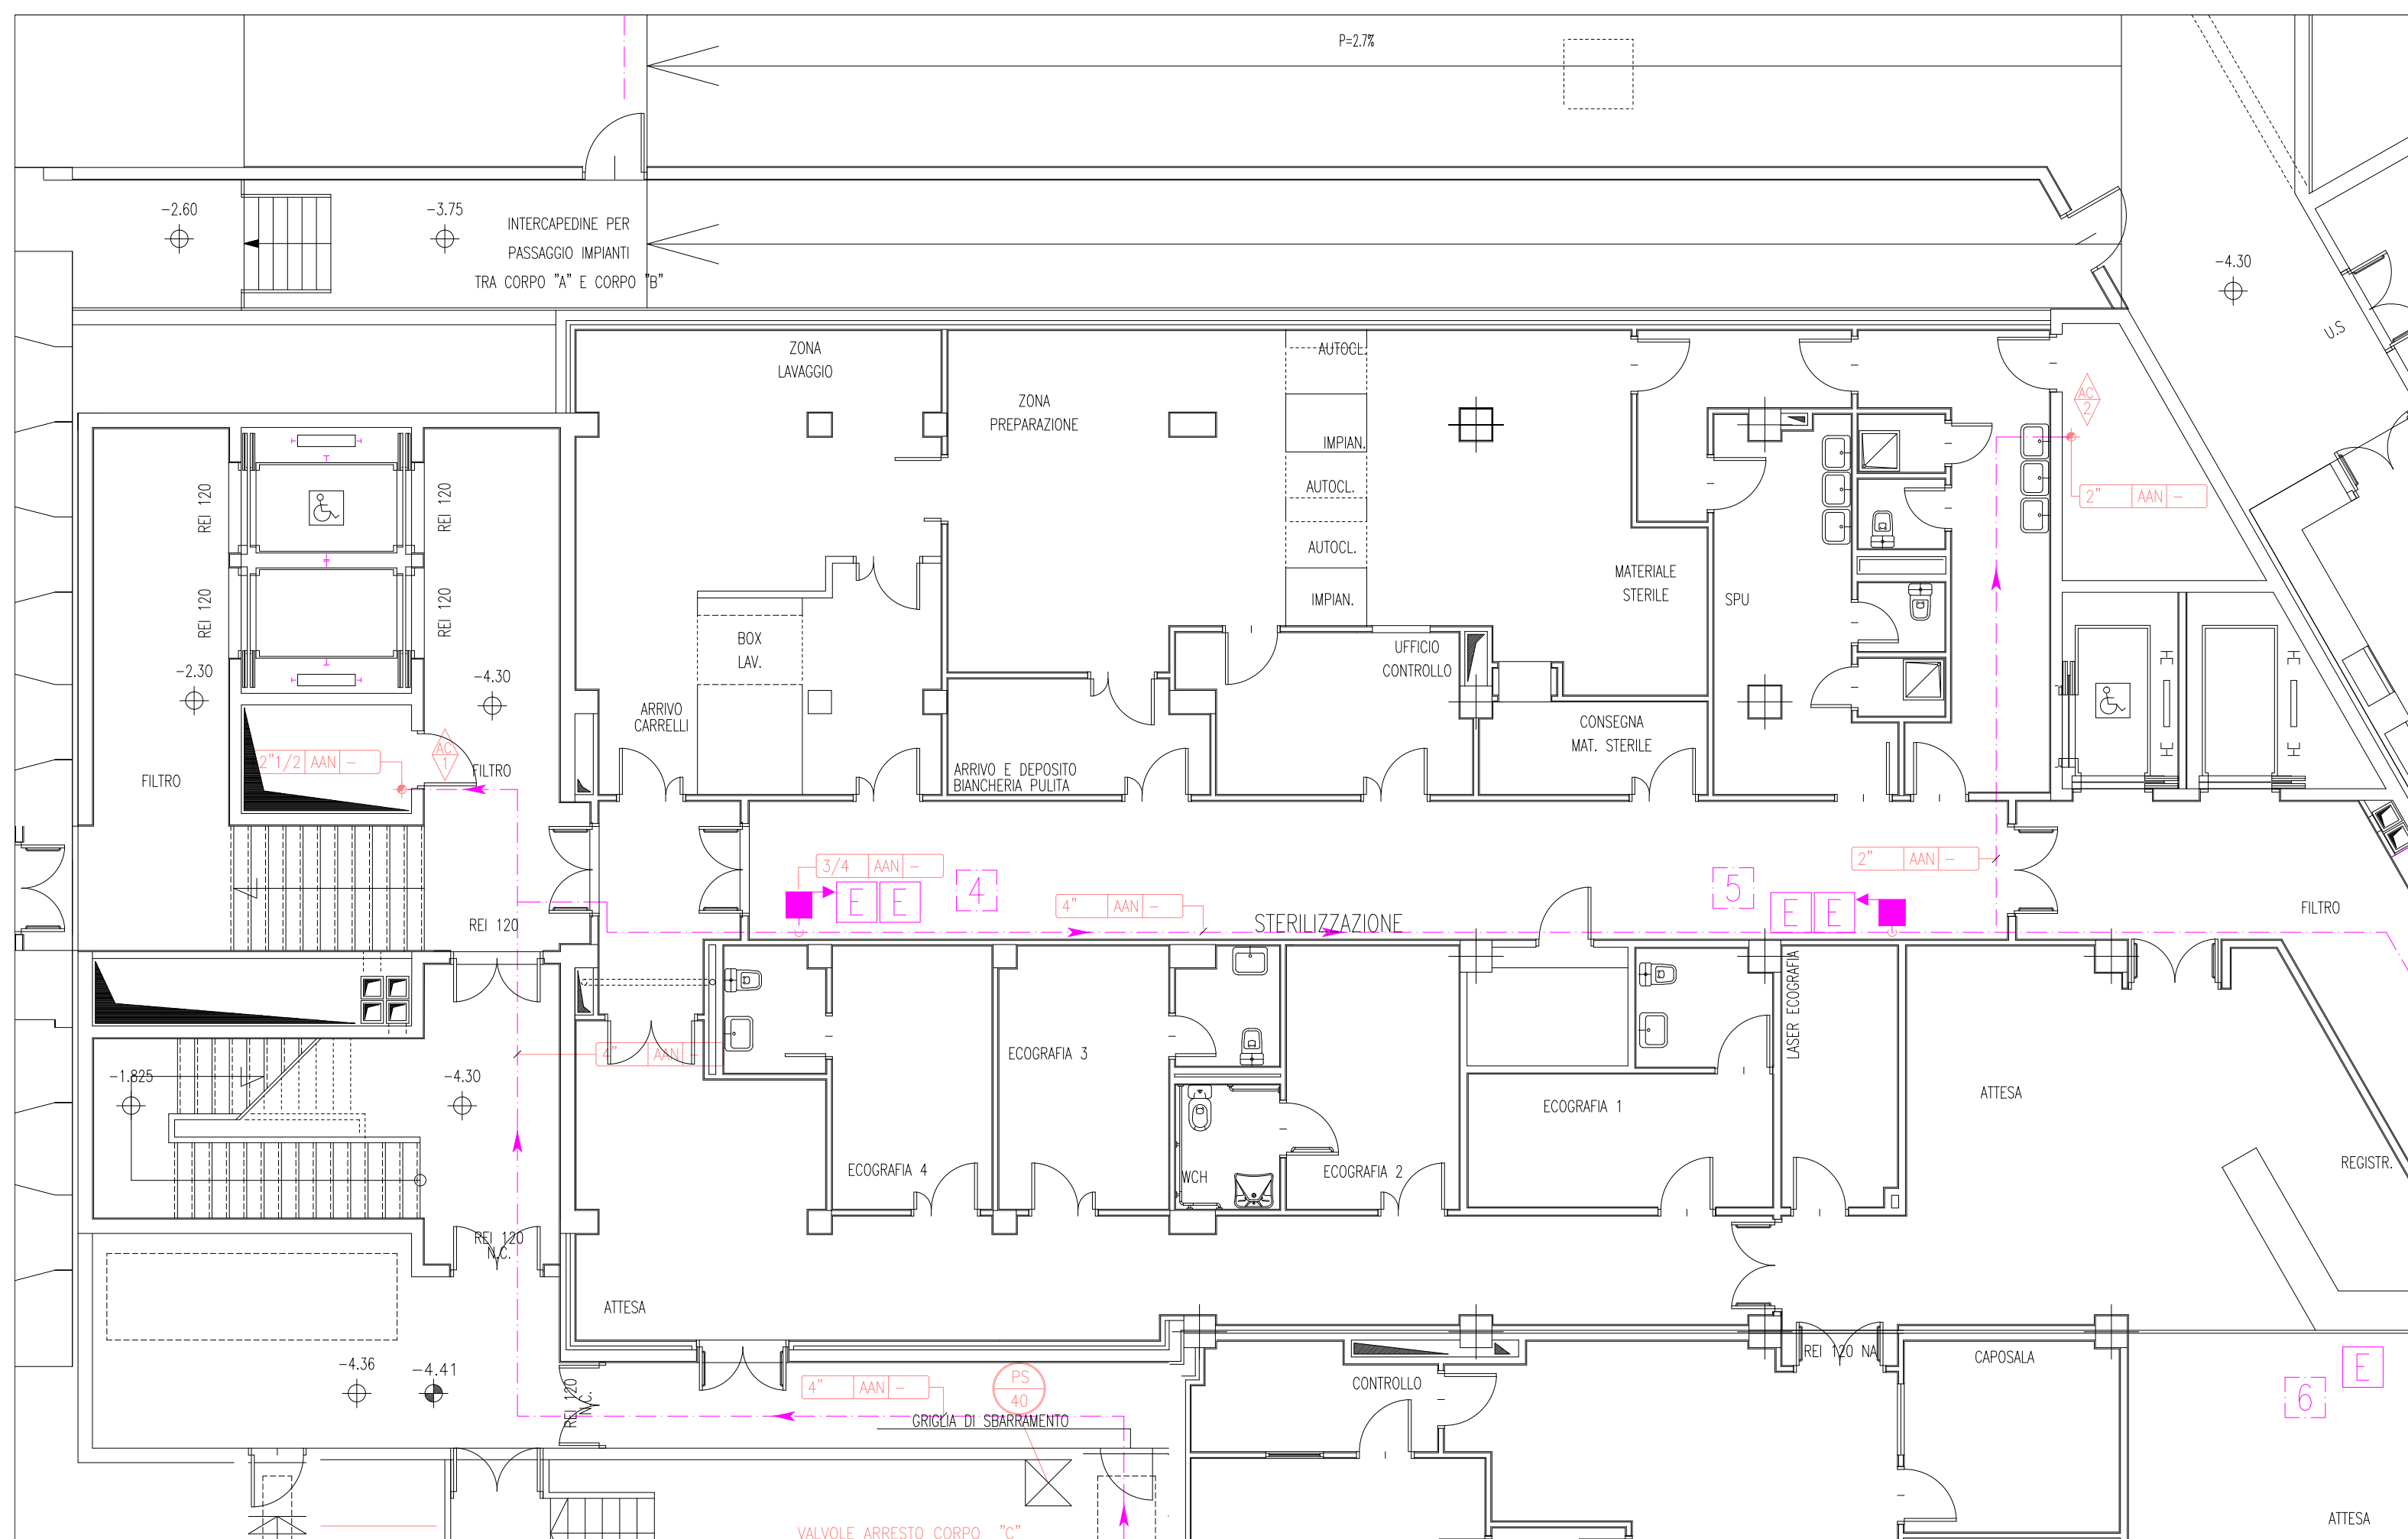 P=2.7%
-2.60
-3.75
INTERCAPEDINE PER
PASSAGGIO IMPIANTI
TRA CORPO "A" E CORPO "B"
-4.30
U.S
ZONA
LAVAGGIO
ZONA
PREPARAZIONE
AUTOCL.
IMPIAN.
AUTOCL.
AUTOCL.
IMPIAN.
AC
2
2" AAN -
REI 120
REI 120
REI 120
REI 120
MATERIALE
STERILE
SPU
BOX
LAV.
UFFICIO
CONTROLLO
-2.30
-4.30
ARRIVO
CARRELLI
CONSEGNA
MAT. STERILE
AC
1
2"1/2 AAN -
FILTRO
FILTRO
ARRIVO E DEPOSITO
BIANCHERIA PULITA
3/4 AAN -
E E
4
4" AAN -
5
E E
2" AAN -
STERILIZZAZIONE
FILTRO
REI 120
LASER ECOGRAFIA
4" AAN -
ECOGRAFIA 3
-1.825
-4.30
ATTESA
ECOGRAFIA 1
ECOGRAFIA 4
WCH
ECOGRAFIA 2
REGISTR.
REI 120
N.C.
ATTESA
REI 120 NA
CAPOSALA
E
6
-4.36
-4.41
REI 120
N.C.
4" AAN -
PS
40
CONTROLLO
GRIGLIA DI SBARRAMENTO
VALVOLE ARRESTO CORPO "C"
ATTESA